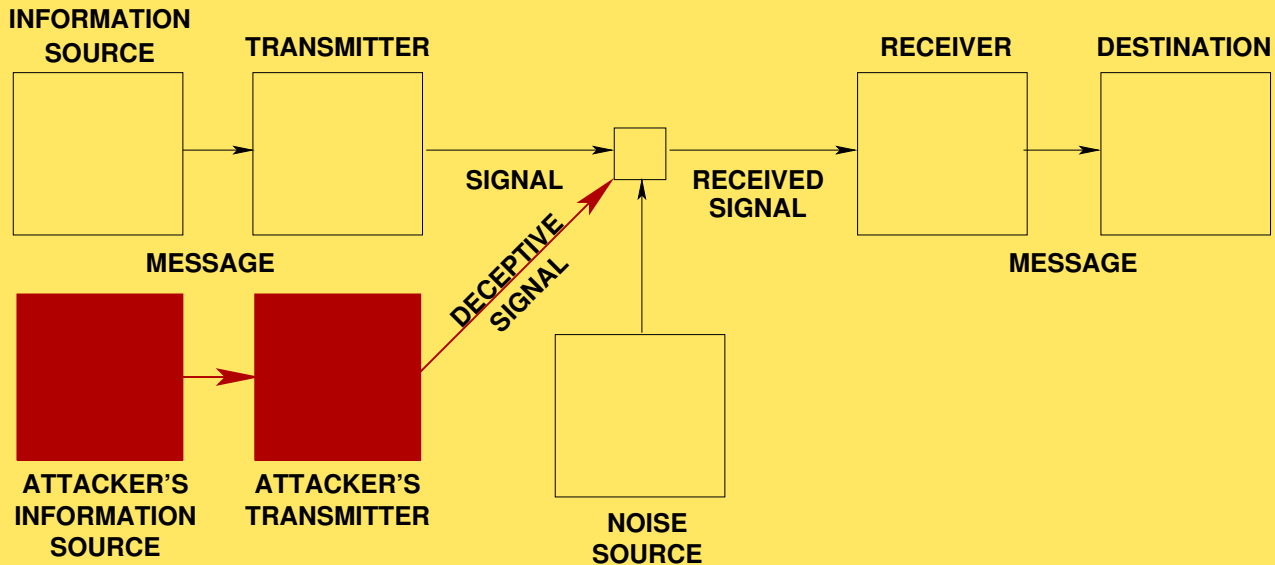 INFORMATION
SOURCE
TRANSMITTER
RECEIVER
DESTINATION
SIGNAL
RECEIVED
SIGNAL
MESSAGE
MESSAGE
DECEPTIVE
SIGNAL
ATTACKER'S
INFORMATION
SOURCE
ATTACKER'S
TRANSMITTER
NOISE
SOURCE